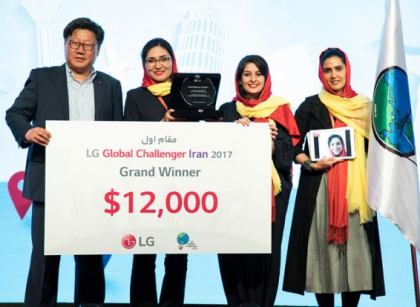 مقام اول
LG Global Challenger Iran 2017
Grand Winner
$12,000
LG